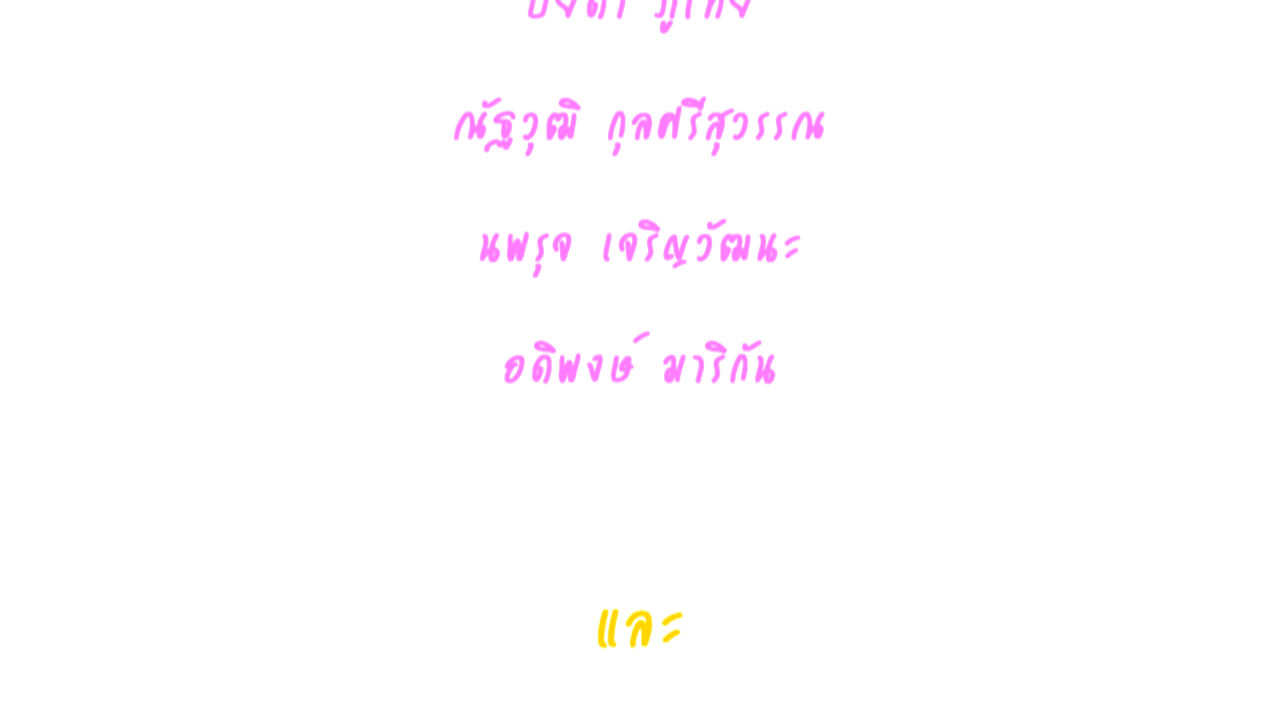 ณัฐวุฒิ กุลศรีสุวรรณ
นพรุจ เจริญวัฒนะ
อดิพงษ์ มาริกัน
และ